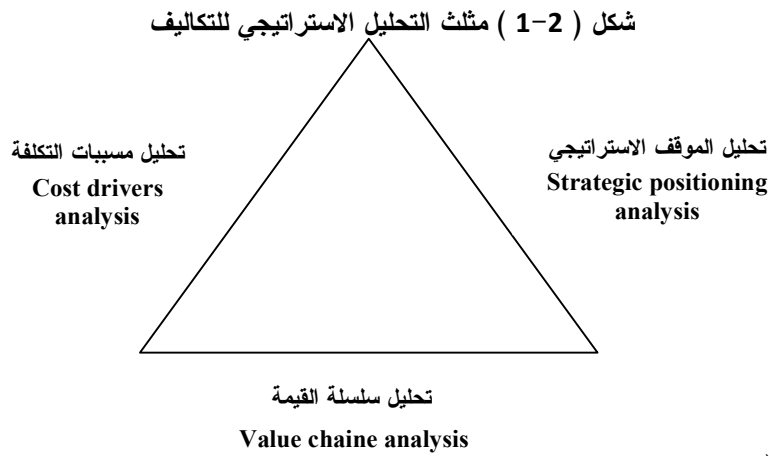 شكل ( 2-1 ) مثلث التحليل الاستراتيجي للتكاليف
تحليل الموقف الاستراتيجي
Strategic positioning
analysis
تحليل مسببات التكلفة
Cost drivers
analysis
تحليل سلسلة القيمة
Value chaine analysis